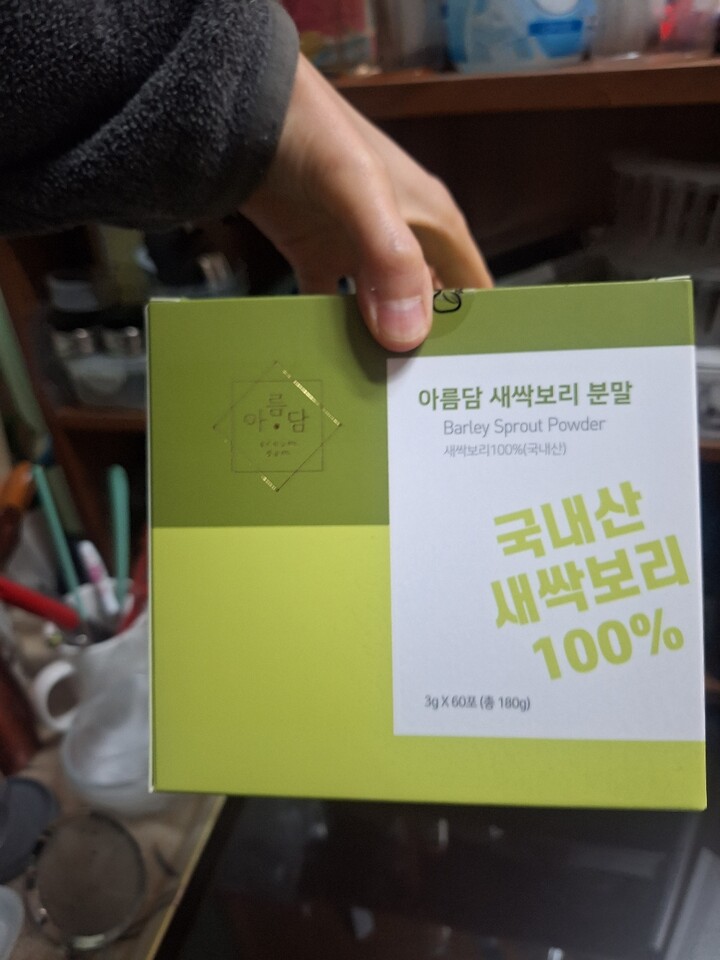 아름담
아름담 새싹보리 분말
Barley Sprout Powder
새싹보리100%(국내산)
국내산
새싹보리
100%
3g X 60포 (총 180g)